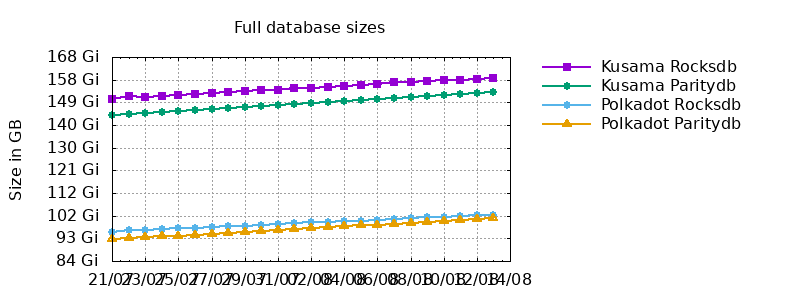 Full database sizes
Size in GB
168 Gi
158 Gi
149 Gi
140 Gi
130 Gi
121 Gi
112 Gi
102 Gi
93 Gi
84 Gi
21/07 23/07 25/07 27/07 29/07 31/07 02/08 04/08 06/08 08/08 10/08 12/08 14/08
Kusama Rocksdb
Kusama Paritydb
Polkadot Rocksdb
Polkadot Paritydb